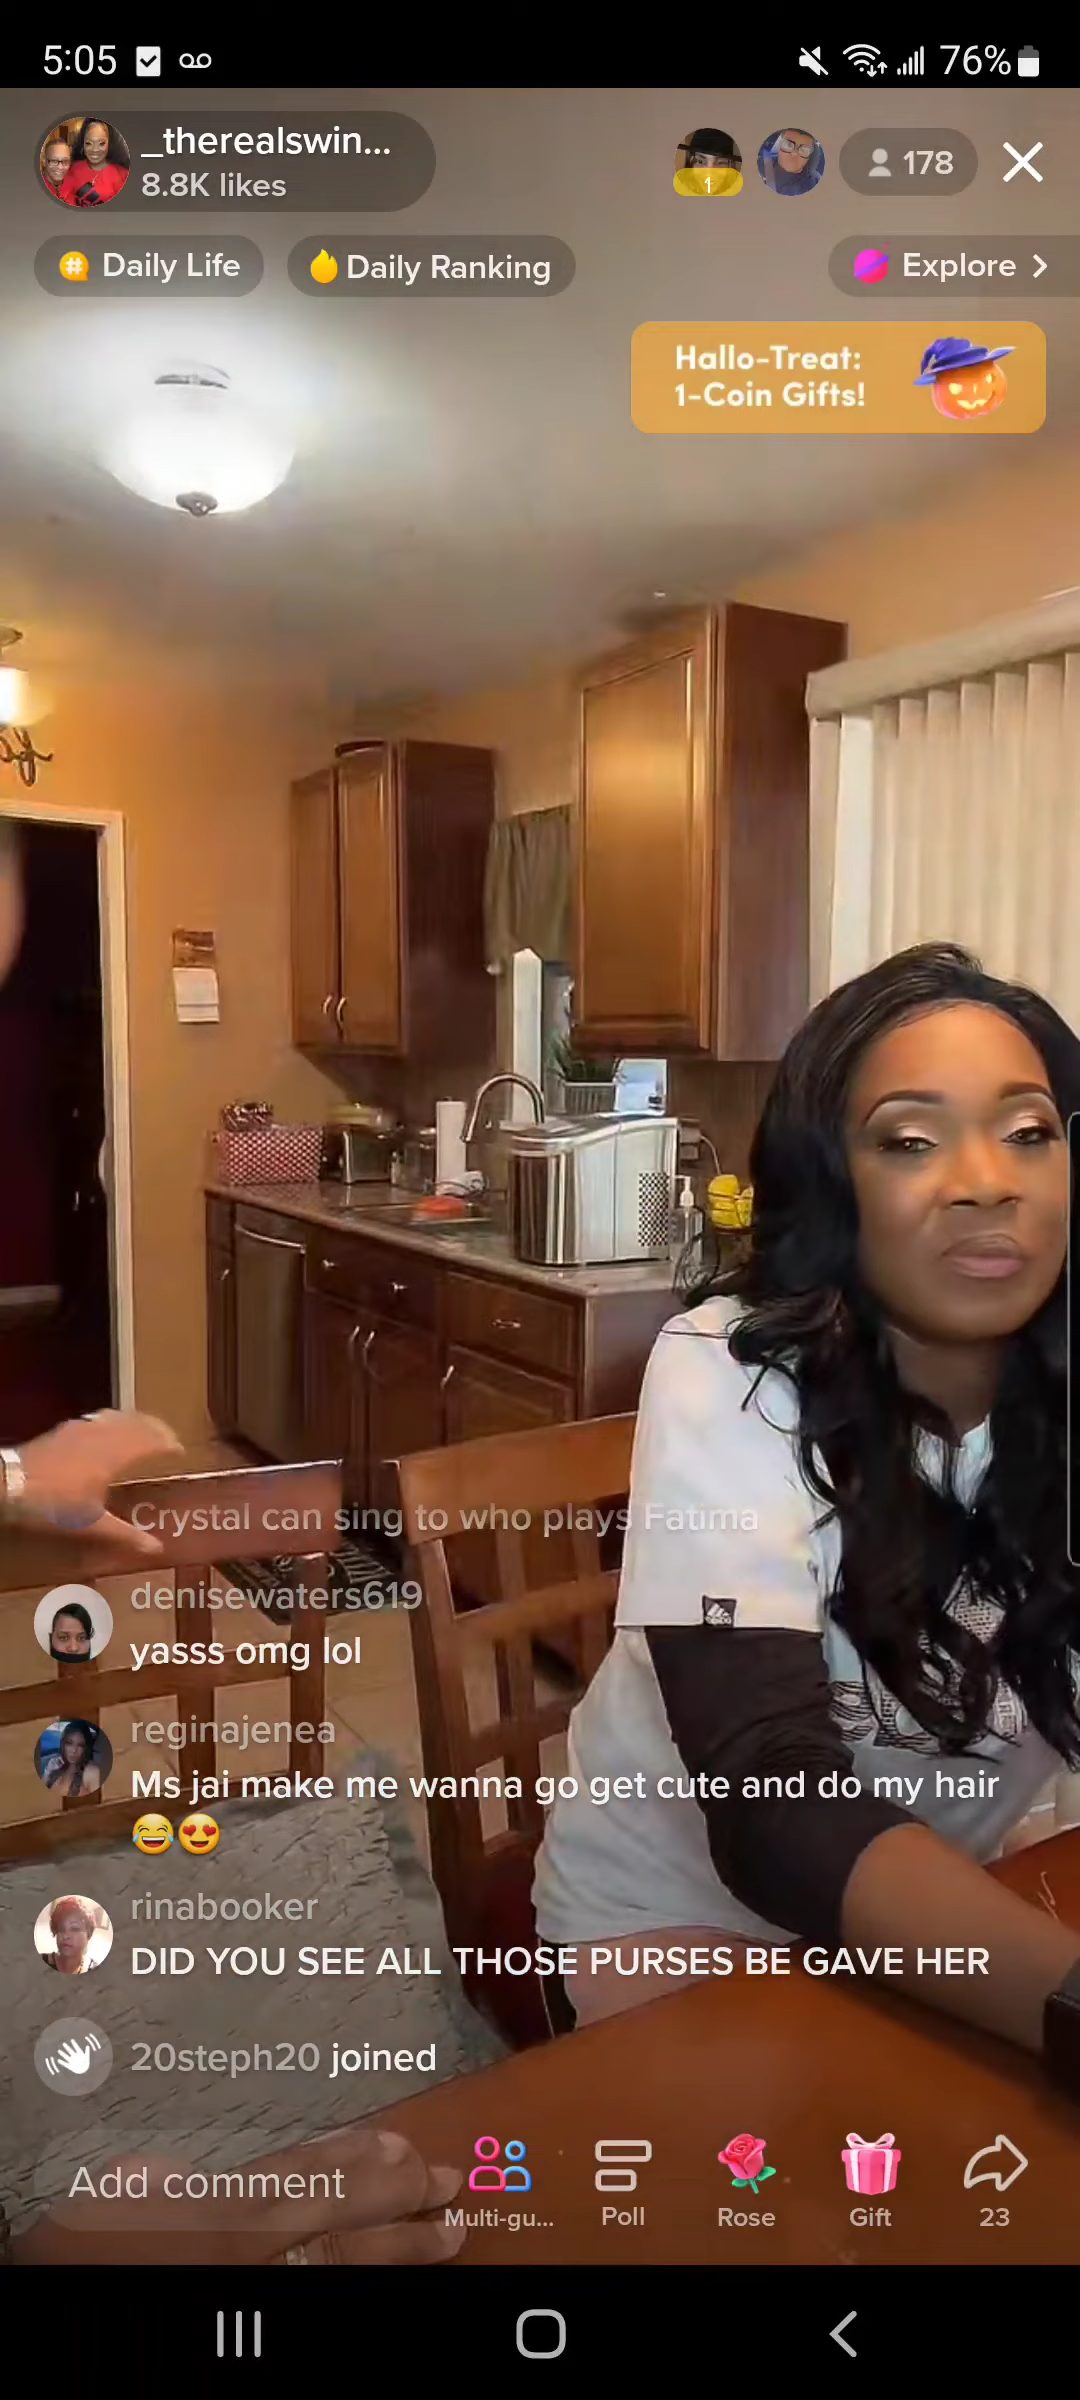 5:05
76%
_therealswin...
8.8K likes
1
178
Daily Life
Daily Ranking
Explore >
Hallo-Treat:
1-Coin Gifts!
Crystal can sing to who plays Fatima
denisewaters619
yasss omg lol
reginajenea
Ms jai make me wanna go get cute and do my hair
😂😍
rinabooker
DID YOU SEE ALL THOSE PURSES BE GAVE HER
20steph20 joined
Add comment
Multi-gu...
Poll
Rose
Gift
23